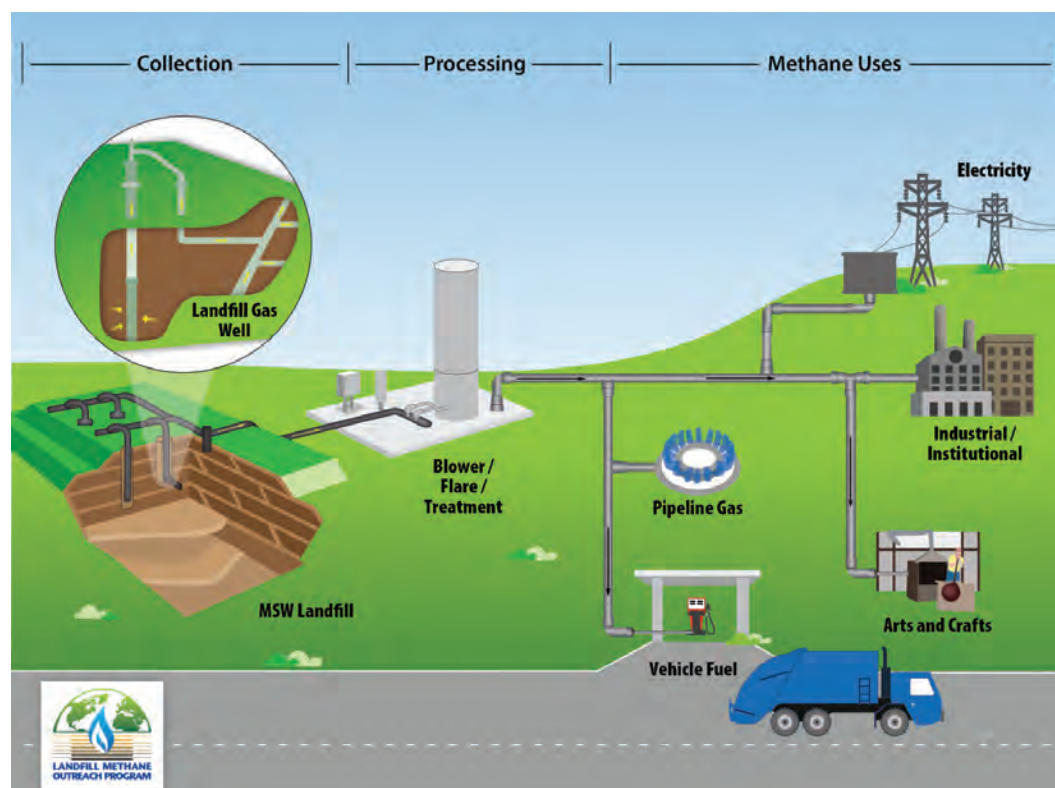 Collection
Processing
Methane Uses
Electricity
Landfill Gas
Well
Industrial /
Institutional
Blower /
Flare /
Treatment
Pipeline Gas
MSW Landfill
Arts and Crafts
Vehicle Fuel
LANDFILL METHANE
OUTREACH PROGRAM